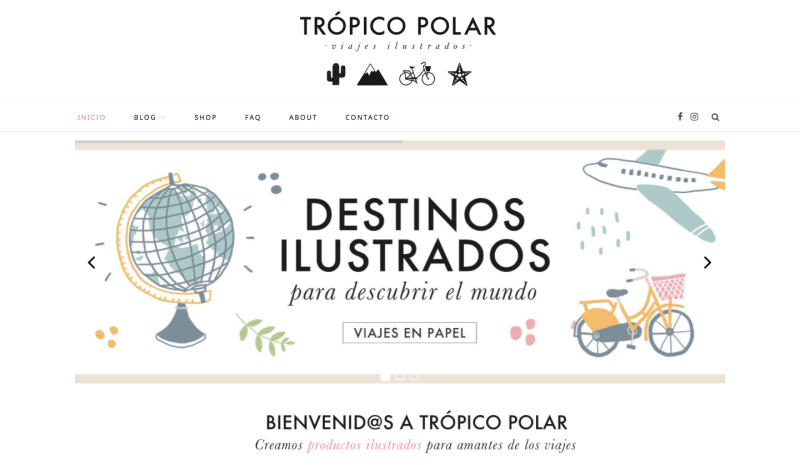 TRÓPICO POLAR
·viajes ilustrados·
INICIO BLOG SHOP FAQ ABOUT CONTACTO
DESTINOS
ILUSTRADOS
para descubrir el mundo
VIAJES EN PAPEL
BIENVENID@S A TRÓPICO POLAR
Creamos productos ilustrados para amantes de los viajes